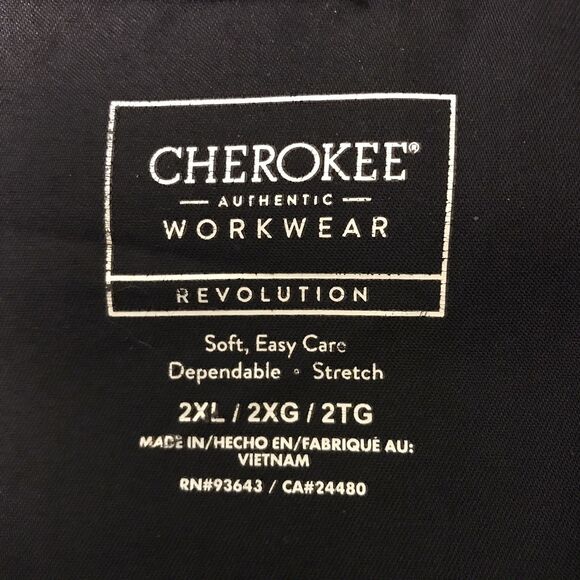 CHEROKEE®
AUTHENTIC
WORKWEAR
REVOLUTION
Soft, Easy Care
Dependable • Stretch
2XL / 2XG / 2TG
MADE IN/HECHO EN/FABRIQUÉ AU:
VIETNAM
RN#93643 / CA#24480